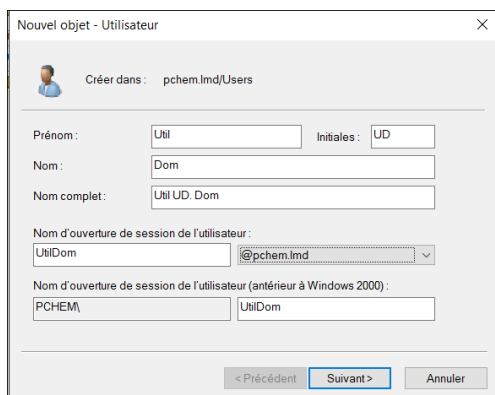 Nouvel objet - Utilisateur
Créer dans : pchem.lmd/Users
Prénom : Util Initiales : UD
Nom : Dom
Nom complet : Util UD. Dom
Nom d'ouverture de session de l'utilisateur :
UtilDom @pchem.lmd
Nom d'ouverture de session de l'utilisateur (antérieur à Windows 2000) :
PCHEM\ UtilDom
< Précédent Suivant > Annuler